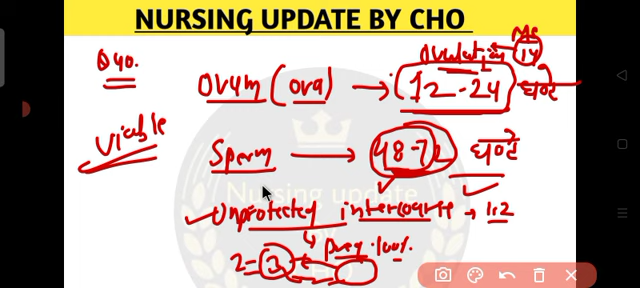 NURSING UPDATE BY CHO
Q40.
Ovulation
14
Ovum (ova) → 12-24 घण्टे
Viable
Sperm → 48-72 घण्टे
Nursing update
Unprotected intercourse → 1.2
Preg. 100%
2 = 3